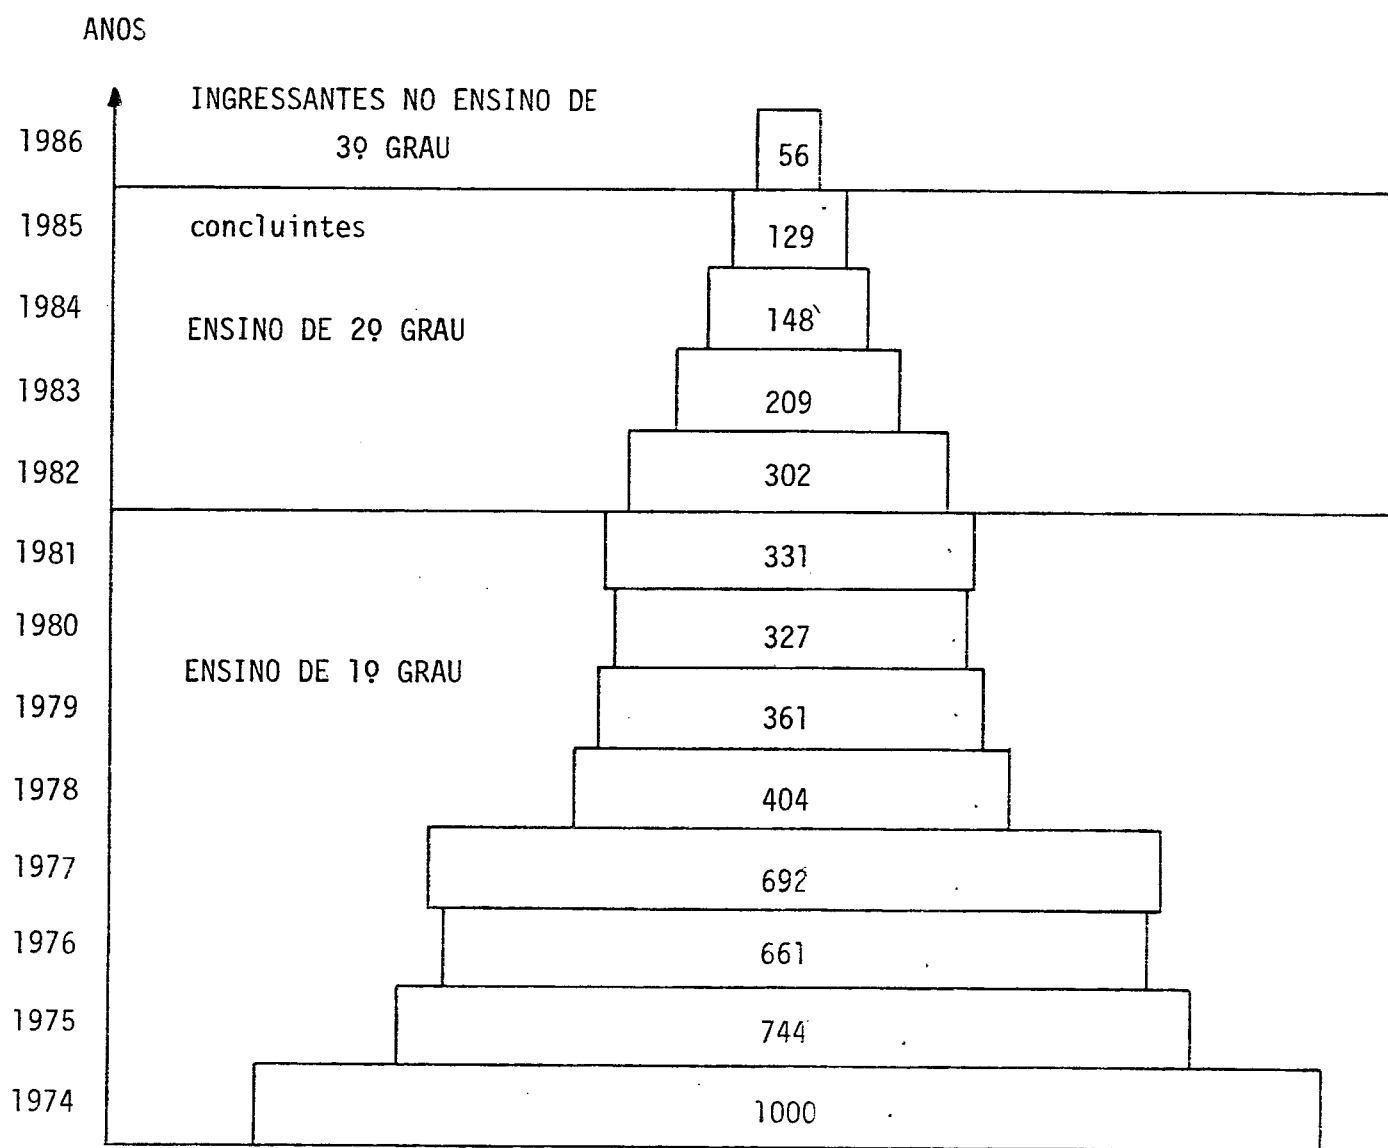 ANOS
INGRESSANTES NO ENSINO DE
1986 3º GRAU 56
1985 concluintes 129
1984 148
ENSINO DE 2º GRAU
1983 209
1982 302
1981 331
1980 327
ENSINO DE 1º GRAU
1979 361
1978 404
1977 692
1976 661
1975 744
1974 1000